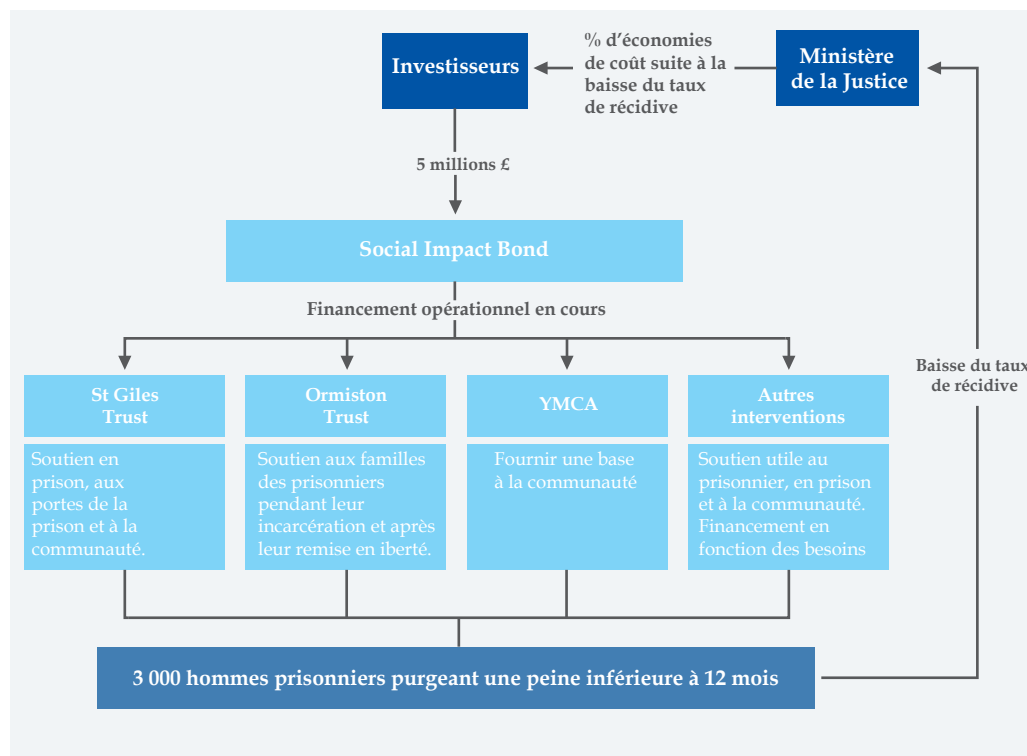 Investisseurs
% d'économies
de coût suite à la
baisse du taux
de récidive
Ministère
de la Justice
5 millions £
Social Impact Bond
Financement opérationnel en cours
St Giles
Trust
Soutien en
prison, aux
portes de la
prison et à la
communauté.
Ormiston
Trust
Soutien aux familles
des prisonniers
pendant leur
incarcération et après
leur remise en iberté.
YMCA
Fournir une base
à la communauté
Autres
interventions
Soutien utile au
prisonnier, en prison
et à la communauté.
Financement en
fonction des besoins
Baisse du taux
de récidive
3 000 hommes prisonniers purgeant une peine inférieure à 12 mois